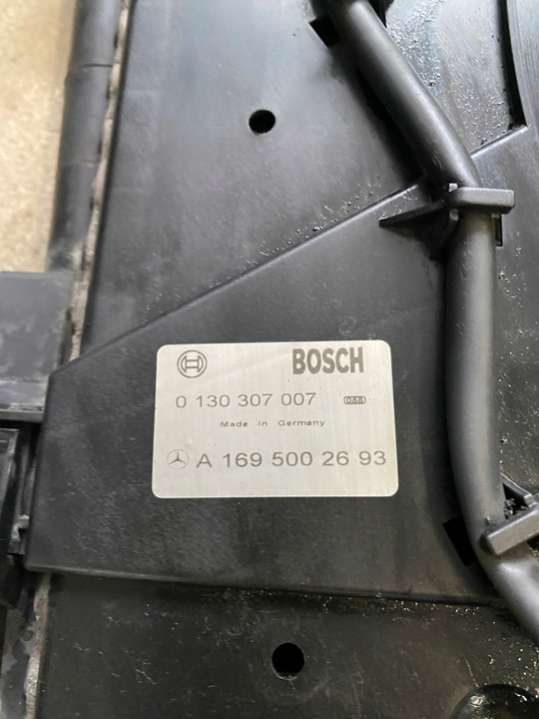 BOSCH
0 130 307 007
Made in Germany
A 169 500 26 93